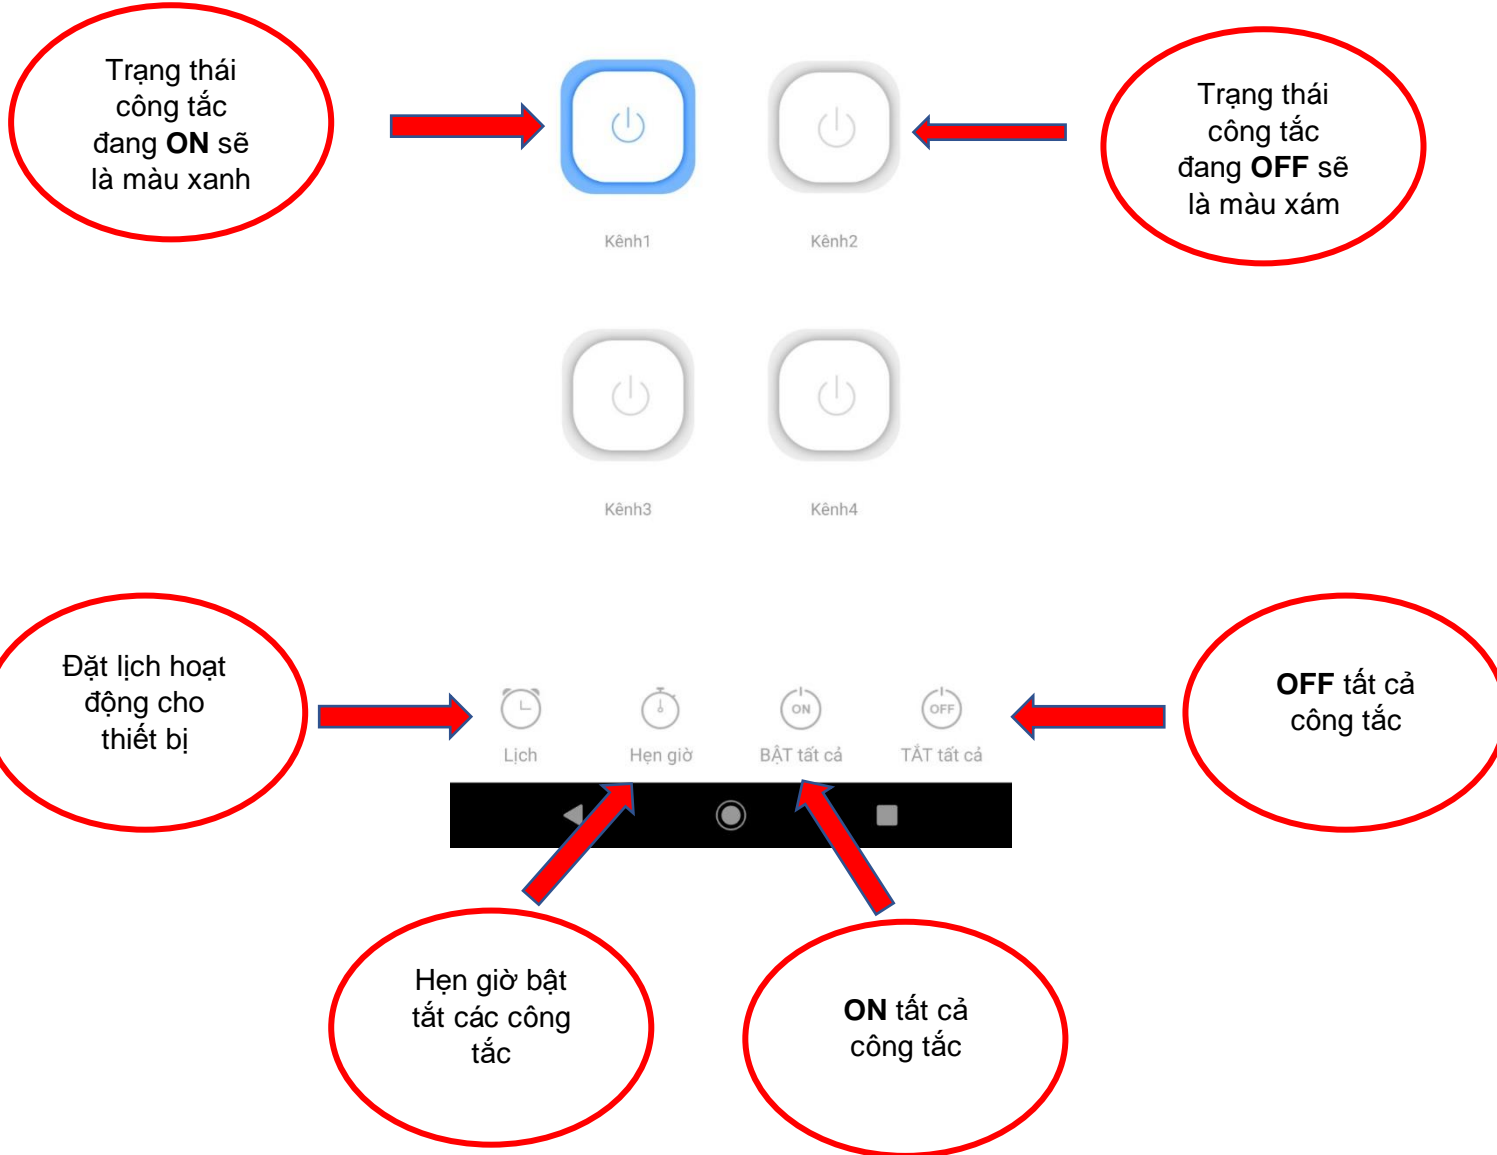 Trạng thái
công tắc
đang ON sẽ
là màu xanh
Trạng thái
công tắc
đang OFF sẽ
là màu xám
Kênh1
Kênh2
Kênh3
Kênh4
Đặt lịch hoạt
động cho
thiết bị
OFF tất cả
công tắc
ON
OFF
Lịch
Hẹn giờ
BẬT tất cả
TẮT tất cả
Hẹn giờ bật
tắt các công
tắc
ON tất cả
công tắc